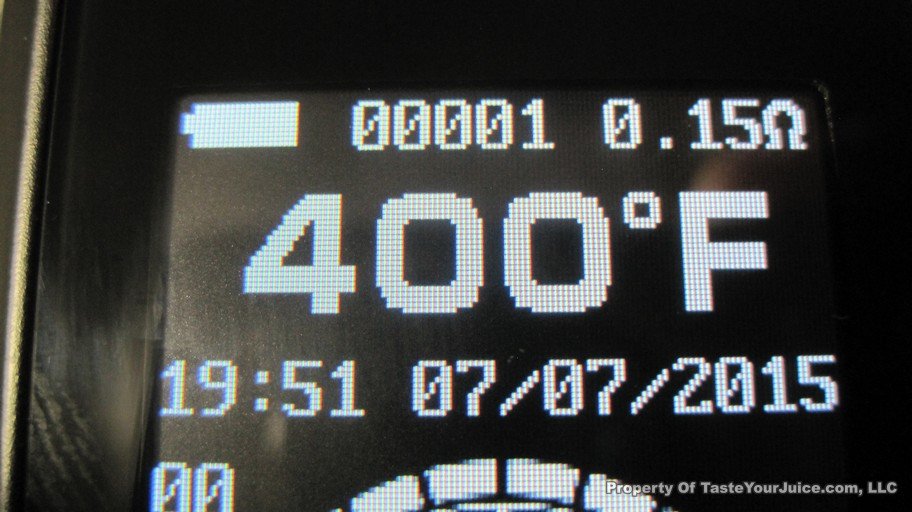 00001 0.15Ω
400°F
19:51 07/07/2015
00
Property Of TasteYourJuice.com, LLC